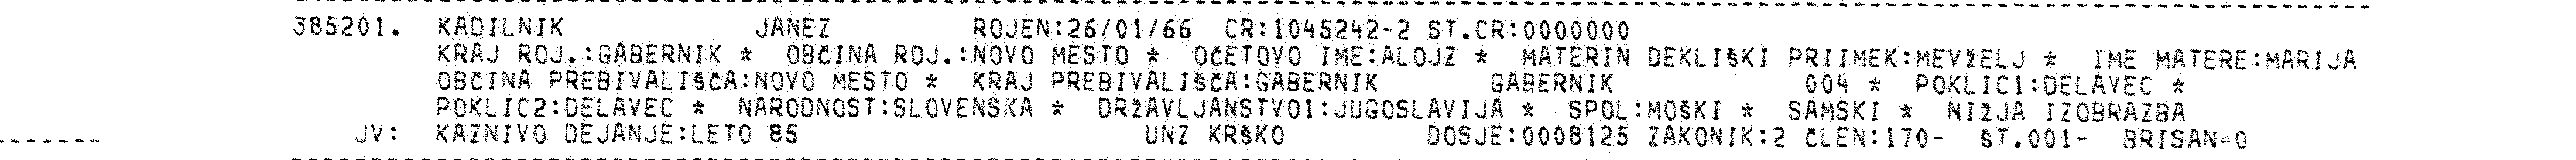 385201. KADILNIK JANEZ ROJEN:26/01/66 CR:1045242-2 ST.CR:0000000
KRAJ ROJ.:GABERNIK * OBČINA ROJ.:NOVO MESTO * OČETOVO IME:ALOJZ * MATERIN DEKLIŠKI PRIIMEK:MEVŽELJ * IME MATERE:MARIJA
OBČINA PREBIVALIŠČA:NOVO MESTO * KRAJ PREBIVALIŠČA:GABERNIK GABERNIK 004 * POKLIC1:DELAVEC *
POKLIC2:DELAVEC * NARODNOST:SLOVENSKA * DRŽAVLJANSTVO1:JUGOSLAVIJA * SPOL:MOŠKI * SAMSKI * NIŽJA IZOBRAZBA
JV: KAZNIVO DEJANJE:LETO 85 UNZ KRŠKO DOSJE:0008125 ZAKONIK:2 ČLEN:170- ŠT.001- BRISAN=0